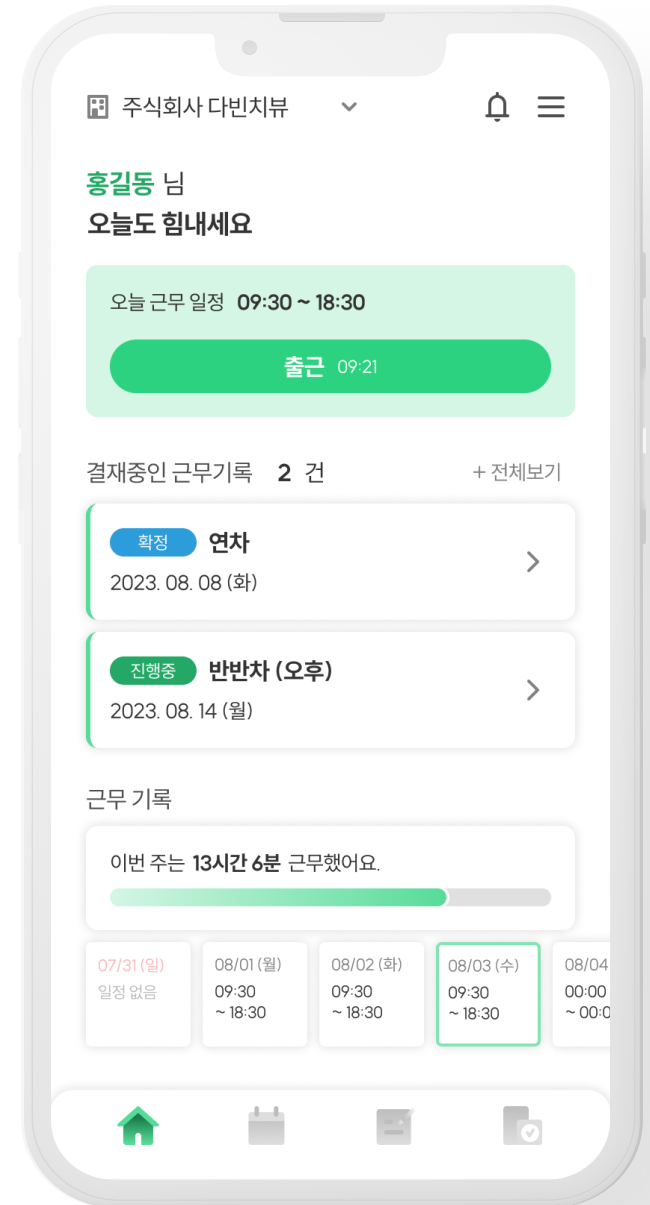 주식회사 다빈치뷰
홍길동 님
오늘도 힘내세요
오늘 근무 일정 09:30 ~ 18:30
출근 09:21
결재중인 근무기록 2 건 + 전체보기
확정 연차
2023. 08. 08 (화)
진행중 반반차 (오후)
2023. 08. 14 (월)
근무 기록
이번 주는 13시간 6분 근무했어요.
07/31 (일)
일정 없음
08/01 (월)
09:30
~ 18:30
08/02 (화)
09:30
~ 18:30
08/03 (수)
09:30
~ 18:30
08/04
00:00
~ 00:0